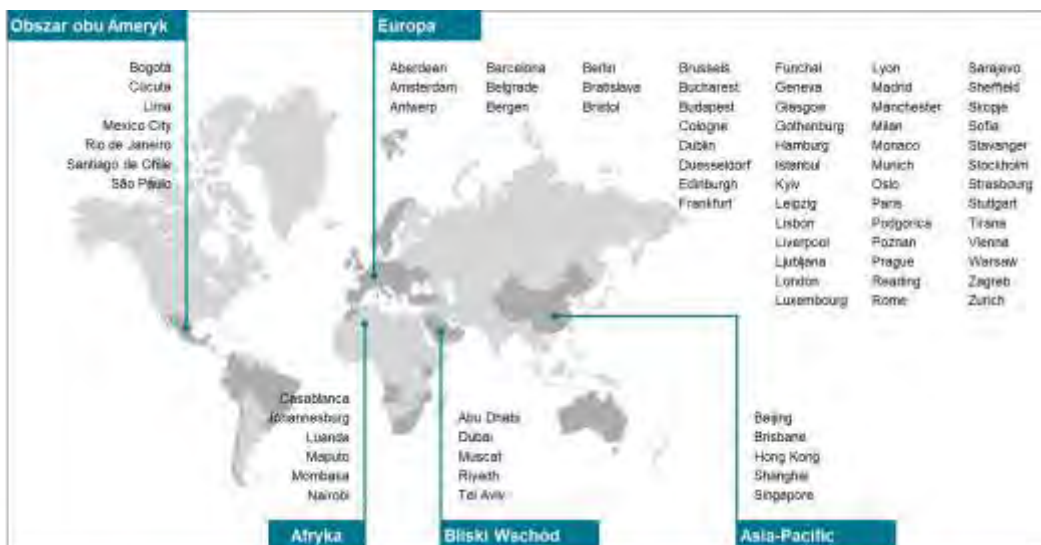 Obszar obu Ameryk
Bogotá
Cúcuta
Lima
Mexico City
Rio de Janeiro
Santiago de Chile
São Paulo
Europa
Aberdeen
Amsterdam
Antwerp
Barcelona
Belgrade
Bergen
Berlin
Bratislava
Bristol
Brussels
Bucharest
Budapest
Cologne
Dublin
Duesseldorf
Edinburgh
Frankfurt
Funchal
Geneva
Glasgow
Gothenburg
Hamburg
Istanbul
Kyiv
Leipzig
Lisbon
Liverpool
Ljubljana
London
Luxembourg
Lyon
Madrid
Manchester
Milan
Monaco
Munich
Oslo
Paris
Podgorica
Poznan
Prague
Reading
Rome
Sarajevo
Sheffield
Skopje
Sofia
Stavanger
Stockholm
Strasbourg
Stuttgart
Tirana
Vienna
Warsaw
Zagreb
Zurich
Casablanca
Johannesburg
Luanda
Maputo
Mombasa
Nairobi
Afryka
Abu Dhabi
Dubai
Muscat
Riyadh
Tel Aviv
Bliski Wschód
Beijing
Brisbane
Hong Kong
Shanghai
Singapore
Asia-Pacific